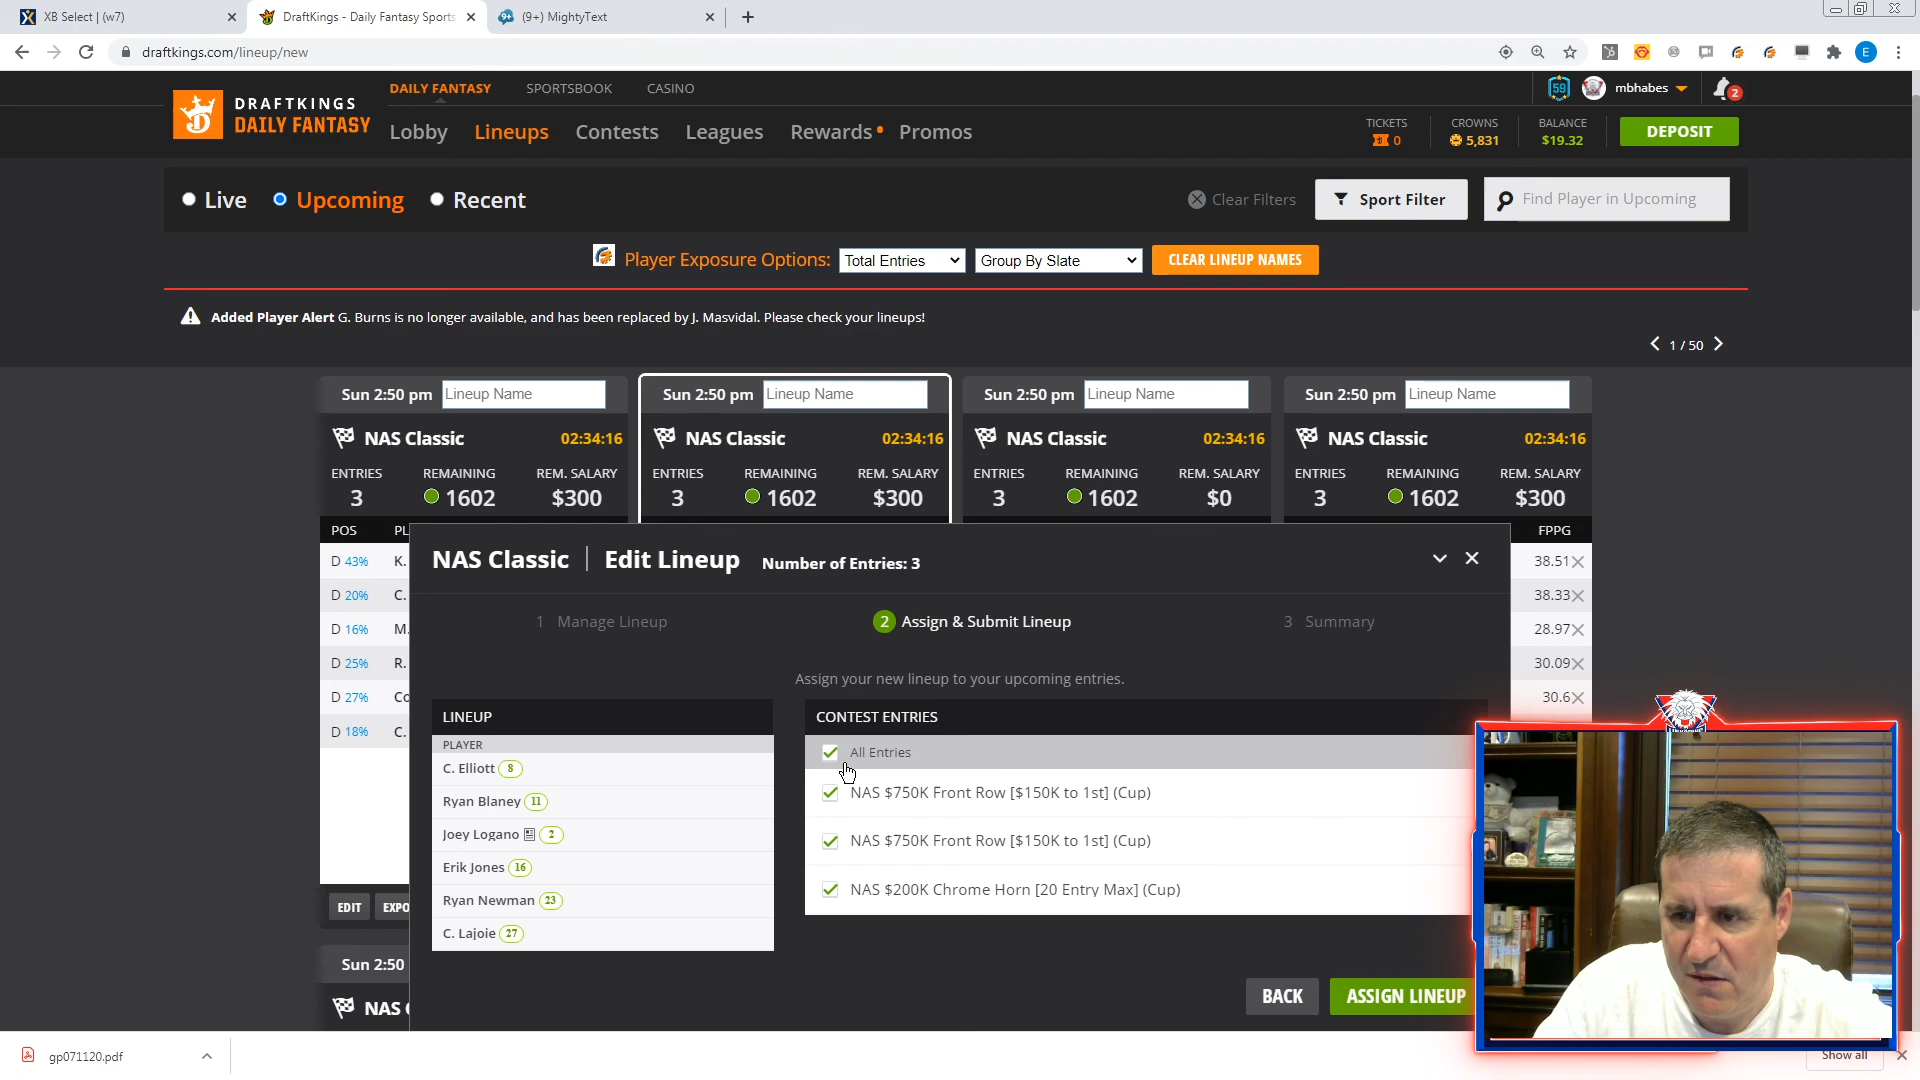 XB Select | (w7)
DraftKings - Daily Fantasy Sports
(9+) MightyText
draftkings.com/lineup/new
E
DRAFTKINGS
DAILY FANTASY
DAILY FANTASY SPORTSBOOK CASINO
59 mbhabes 2
Lobby Lineups Contests Leagues Rewards Promos
TICKETS CROWNS BALANCE
0 5,831 $19.32
DEPOSIT
Live Upcoming Recent
Clear Filters Sport Filter Find Player in Upcoming
Player Exposure Options: Total Entries Group By Slate CLEAR LINEUP NAMES
Added Player Alert G. Burns is no longer available, and has been replaced by J. Masvidal. Please check your lineups!
1 / 50
Sun 2:50 pm Lineup Name Sun 2:50 pm Lineup Name Sun 2:50 pm Lineup Name Sun 2:50 pm Lineup Name
NAS Classic 02:34:16 NAS Classic 02:34:16 NAS Classic 02:34:16 NAS Classic 02:34:16
ENTRIES REMAINING REM. SALARY ENTRIES REMAINING REM. SALARY ENTRIES REMAINING REM. SALARY ENTRIES REMAINING REM. SALARY
3 1602 $300 3 1602 $300 3 1602 $0 3 1602 $300
POS PL FPPG
D 43% K. 38.51
D 20% C. 38.33
D 16% M. 28.97
D 25% R. 30.09
D 27% Co 30.6
D 18% C.
EDIT EXPO
Sun 2:50
NAS C
NAS Classic | Edit Lineup Number of Entries: 3
1 Manage Lineup 2 Assign & Submit Lineup 3 Summary
Assign your new lineup to your upcoming entries.
LINEUP
PLAYER
C. Elliott 8
Ryan Blaney 11
Joey Logano 2
Erik Jones 16
Ryan Newman 23
C. Lajoie 27
CONTEST ENTRIES
All Entries
NAS $750K Front Row [$150K to 1st] (Cup)
NAS $750K Front Row [$150K to 1st] (Cup)
NAS $200K Chrome Horn [20 Entry Max] (Cup)
BACK ASSIGN LINEUP
gp071120.pdf
Show all